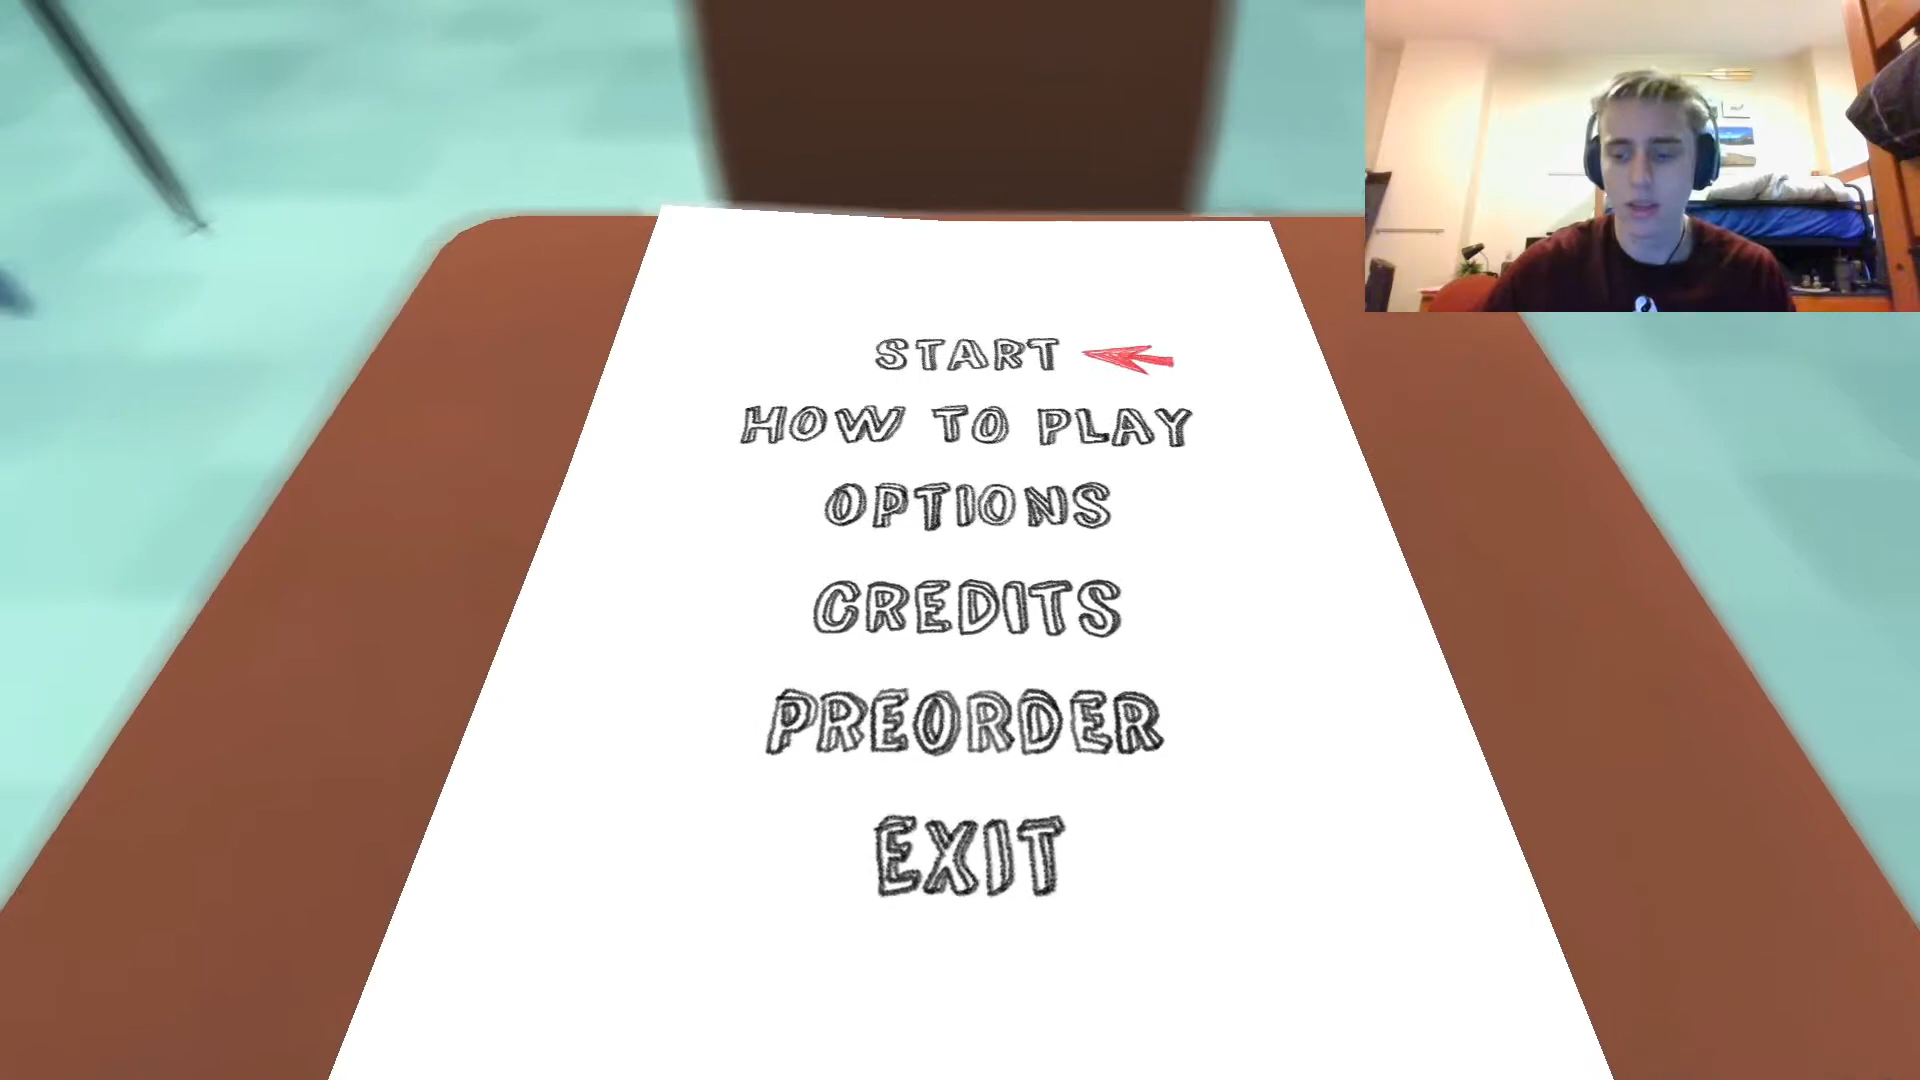 START
HOW TO PLAY
OPTIONS
CREDITS
PREORDER
EXIT